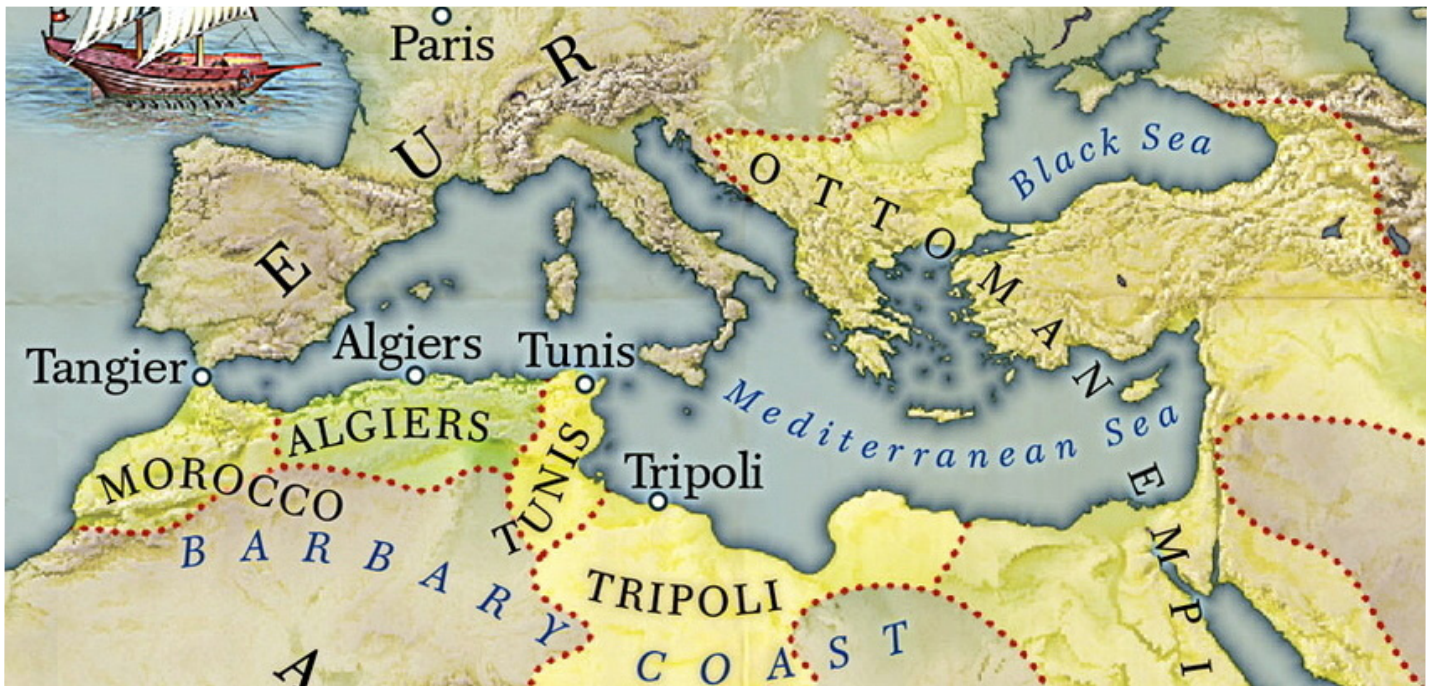 Paris
EUR
OTTOMAN EMPI
Black Sea
Tangier
Algiers
Tunis
Mediterranean Sea
ALGIERS
MOROCCO
TUNIS
Tripoli
BARBARY COAST
TRIPOLI
A